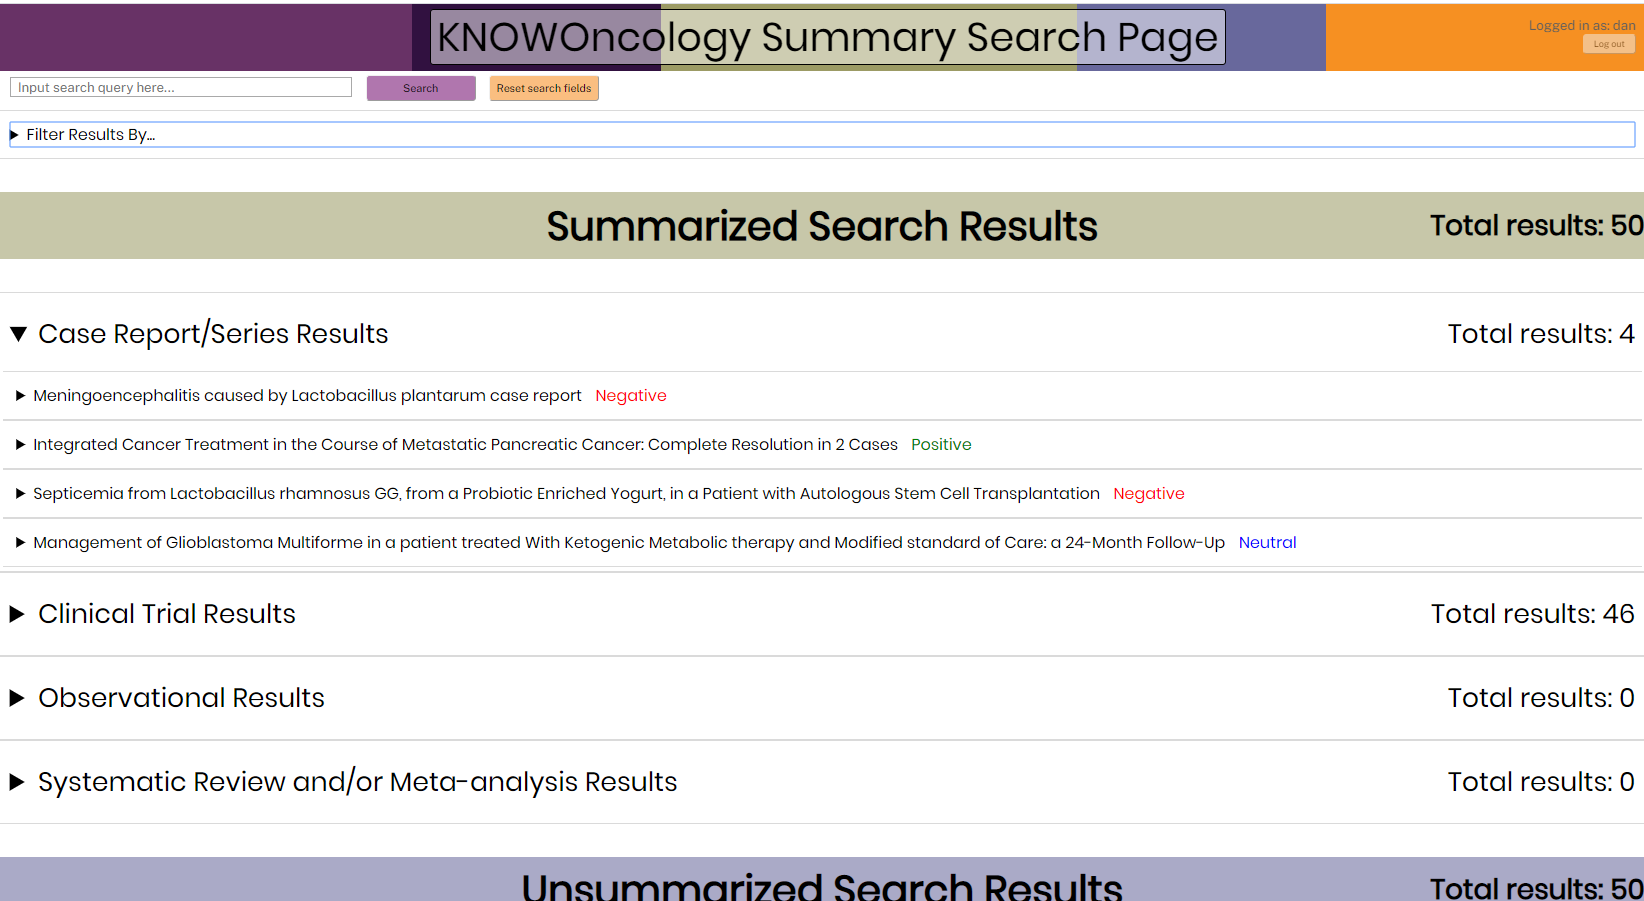 KNOWOncology Summary Search Page
Logged in as: dan
Log out
Input search query here...
Search
Reset search fields
Filter Results By...
Summarized Search Results
Total results: 50
Case Report/Series Results
Total results: 4
Meningoencephalitis caused by Lactobacillus plantarum case report Negative
Integrated Cancer Treatment in the Course of Metastatic Pancreatic Cancer: Complete Resolution in 2 Cases Positive
Septicemia from Lactobacillus rhamnosus GG, from a Probiotic Enriched Yogurt, in a Patient with Autologous Stem Cell Transplantation Negative
Management of Glioblastoma Multiforme in a patient treated With Ketogenic Metabolic therapy and Modified standard of Care: a 24-Month Follow-Up Neutral
Clinical Trial Results
Total results: 46
Observational Results
Total results: 0
Systematic Review and/or Meta-analysis Results
Total results: 0
Unsummarized Search Results
Total results: 50